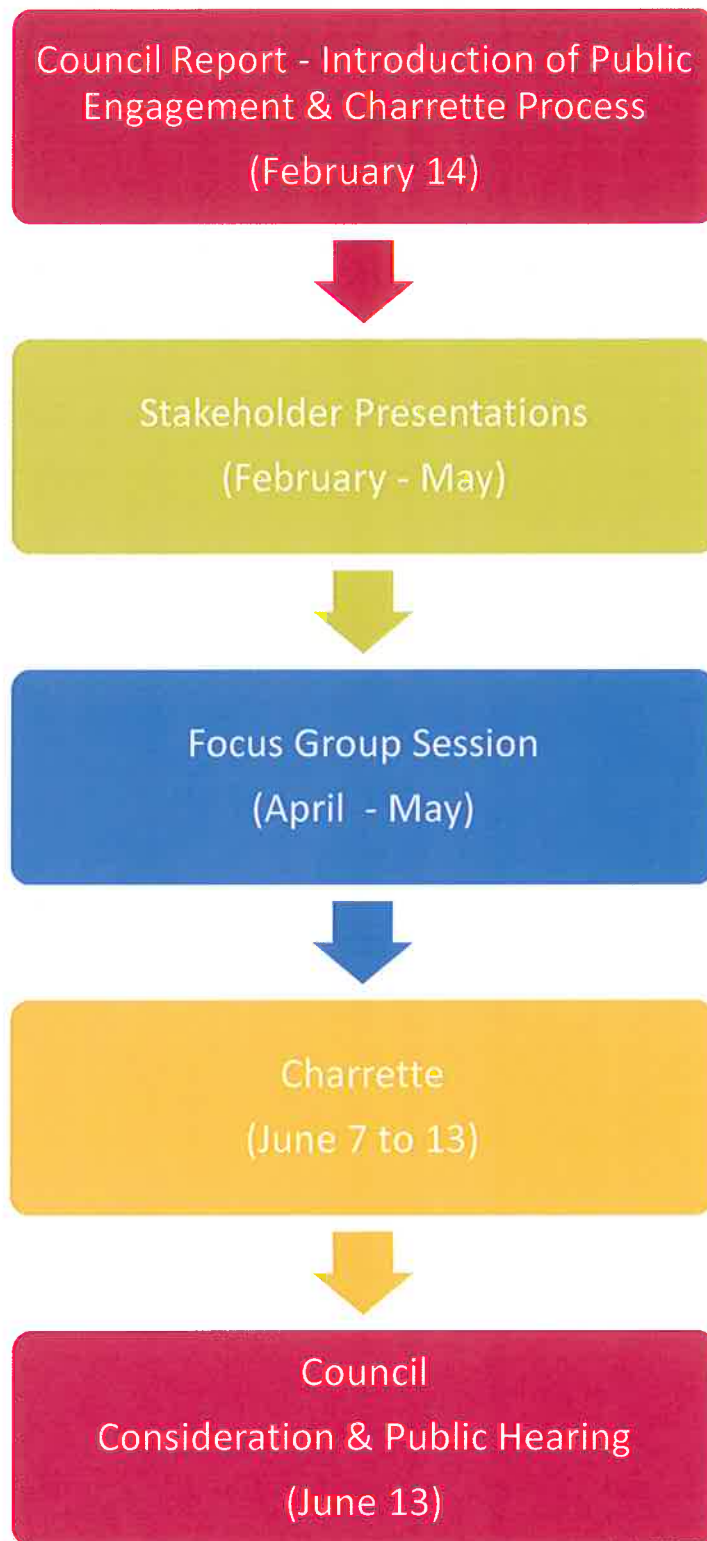 Council Report - Introduction of Public
Engagement & Charrette Process
(February 14)
Stakeholder Presentations
(February - May)
Focus Group Session
(April  - May)
Charrette
(June 7 to 13)
Council
Consideration & Public Hearing
(June 13)